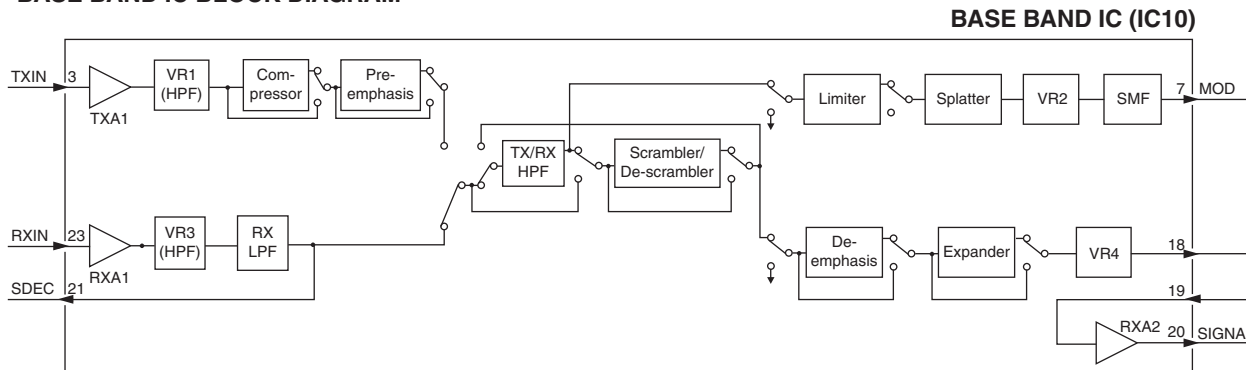 BASE BAND IC (IC10)
TXIN
3
TXA1
VR1
(HPF)
Com-
pressor
Pre-
emphasis
Limiter
Splatter
VR2
SMF
7
MOD
TX/RX
HPF
Scrambler/
De-scrambler
RXIN
23
RXA1
VR3
(HPF)
RX
LPF
SDEC
21
De-
emphasis
Expander
VR4
18
19
RXA2
20
SIGNA